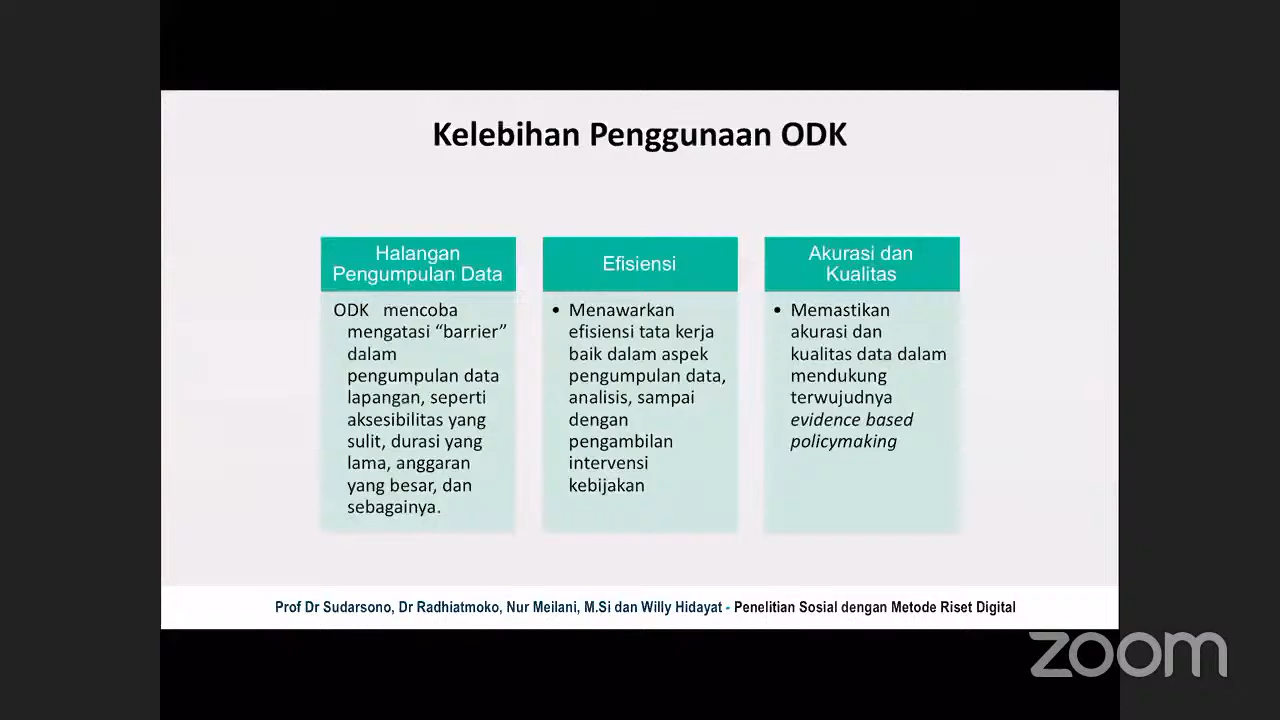 Kelebihan Penggunaan ODK
Halangan
Pengumpulan Data
ODK mencoba
mengatasi “barrier”
dalam
pengumpulan data
lapangan, seperti
aksesibilitas yang
sulit, durasi yang
lama, anggaran
yang besar, dan
sebagainya.
Efisiensi
• Menawarkan
efisiensi tata kerja
baik dalam aspek
pengumpulan data,
analisis, sampai
dengan
pengambilan
intervensi
kebijakan
Akurasi dan
Kualitas
• Memastikan
akurasi dan
kualitas data dalam
mendukung
terwujudnya
evidence based
policymaking
Prof Dr Sudarsono, Dr Radhiatmoko, Nur Meilani, M.Si dan Willy Hidayat - Penelitian Sosial dengan Metode Riset Digital
zoom